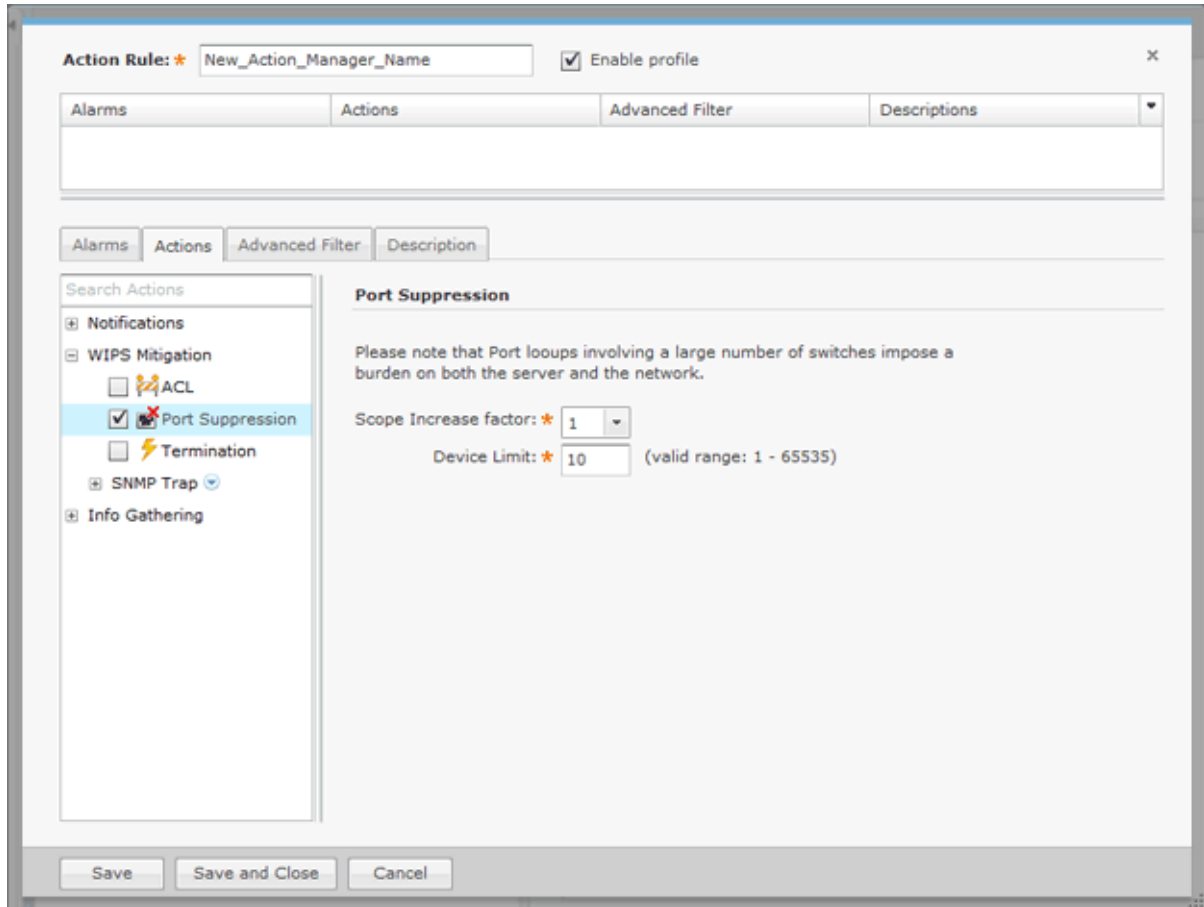 Action Rule: * New_Action_Manager_Name Enable profile
Alarms Actions Advanced Filter Descriptions
Alarms Actions Advanced Filter Description
Search Actions
Port Suppression
Notifications
WIPS Mitigation
Please note that Port looups involving a large number of switches impose a
burden on both the server and the network.
ACL
Port Suppression
Scope Increase factor: * 1
Termination
Device Limit: * 10 (valid range: 1 - 65535)
SNMP Trap
Info Gathering
Save Save and Close Cancel